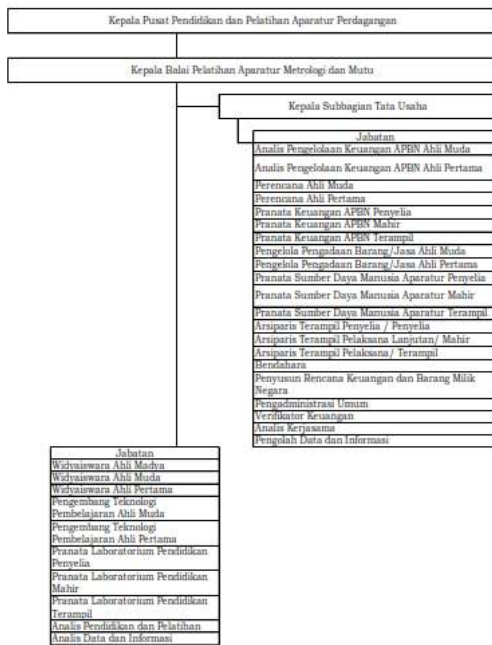 Kepala Pusat Pendidikan dan Pelatihan Aparatur Perdagangan
Kepala Balai Pelatihan Aparatur Metrologi dan Mutu
Kepala Subbagian Tata Usaha
Jabatan
Analis Pengelolaan Keuangan APBN Ahli Muda
Analis Pengelolaan Keuangan APBN Ahli Pertama
Perencana Ahli Muda
Perencana Ahli Pertama
Pranata Keuangan APBN Penyelia
Pranata Keuangan APBN Mahir
Pranata Keuangan APBN Terampil
Pengelola Pengadaan Barang/Jasa Ahli Muda
Pengelola Pengadaan Barang/Jasa Ahli Pertama
Pranata Sumber Daya Manusia Aparatur Penyelia
Pranata Sumber Daya Manusia Aparatur Mahir
Pranata Sumber Daya Manusia Aparatur Terampil
Arsiparis Terampil Penyelia / Penyelia
Arsiparis Terampil Pelaksana Lanjutan/ Mahir
Arsiparis Terampil Pelaksana/ Terampil
Bendahara
Penyusun Rencana Keuangan dan Barang Milik
Negara
Pengadministrasi Umum
Verifikator Keuangan
Analis Kerjasama
Pengolah Data dan Informasi
Jabatan
Widyaiswara Ahli Madya
Widyaiswara Ahli Muda
Widyaiswara Ahli Pertama
Pengembang Teknologi
Pembelajaran Ahli Muda
Pengembang Teknologi
Pembelajaran Ahli Pertama
Pranata Laboratorium Pendidikan
Penyelia
Pranata Laboratorium Pendidikan
Mahir
Pranata Laboratorium Pendidikan
Terampil
Analis Pendidikan dan Pelatihan
Analis Data dan Informasi